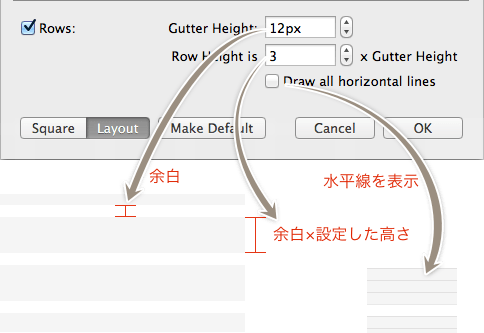 Rows: Gutter Height: 12px
Row Height is 3 x Gutter Height
Draw all horizontal lines
Square Layout Make Default Cancel OK
余白
水平線を表示
余白×設定した高さ